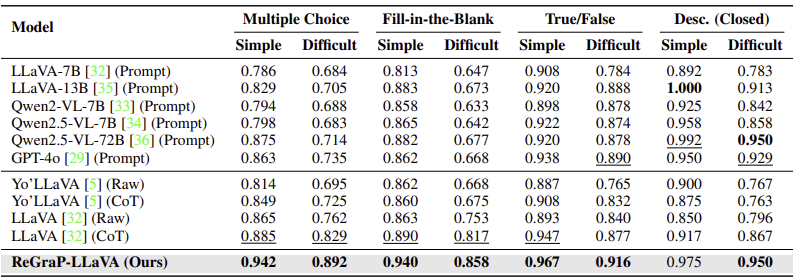 Model Multiple Choice Fill-in-the-Blank True/False Desc. (Closed)
Simple Difficult Simple Difficult Simple Difficult Simple Difficult
LLaVA-7B [32] (Prompt) 0.786 0.684 0.813 0.647 0.908 0.784 0.892 0.783
LLaVA-13B [35] (Prompt) 0.829 0.705 0.883 0.673 0.920 0.888 1.000 0.913
Qwen2-VL-7B [33] (Prompt) 0.794 0.688 0.858 0.633 0.898 0.878 0.925 0.842
Qwen2.5-VL-7B [34] (Prompt) 0.798 0.683 0.865 0.642 0.922 0.874 0.958 0.858
Qwen2.5-VL-72B [36] (Prompt) 0.875 0.714 0.882 0.677 0.920 0.878 0.992 0.950
GPT-4o [29] (Prompt) 0.863 0.735 0.862 0.668 0.938 0.890 0.950 0.929
Yo'LLaVA [5] (Raw) 0.814 0.695 0.862 0.668 0.887 0.765 0.900 0.767
Yo'LLaVA [5] (CoT) 0.849 0.725 0.860 0.675 0.908 0.832 0.875 0.763
LLaVA [32] (Raw) 0.865 0.762 0.863 0.753 0.893 0.840 0.850 0.796
LLaVA [32] (CoT) 0.885 0.829 0.890 0.817 0.947 0.877 0.917 0.867
ReGraP-LLaVA (Ours) 0.942 0.892 0.940 0.858 0.967 0.916 0.975 0.950